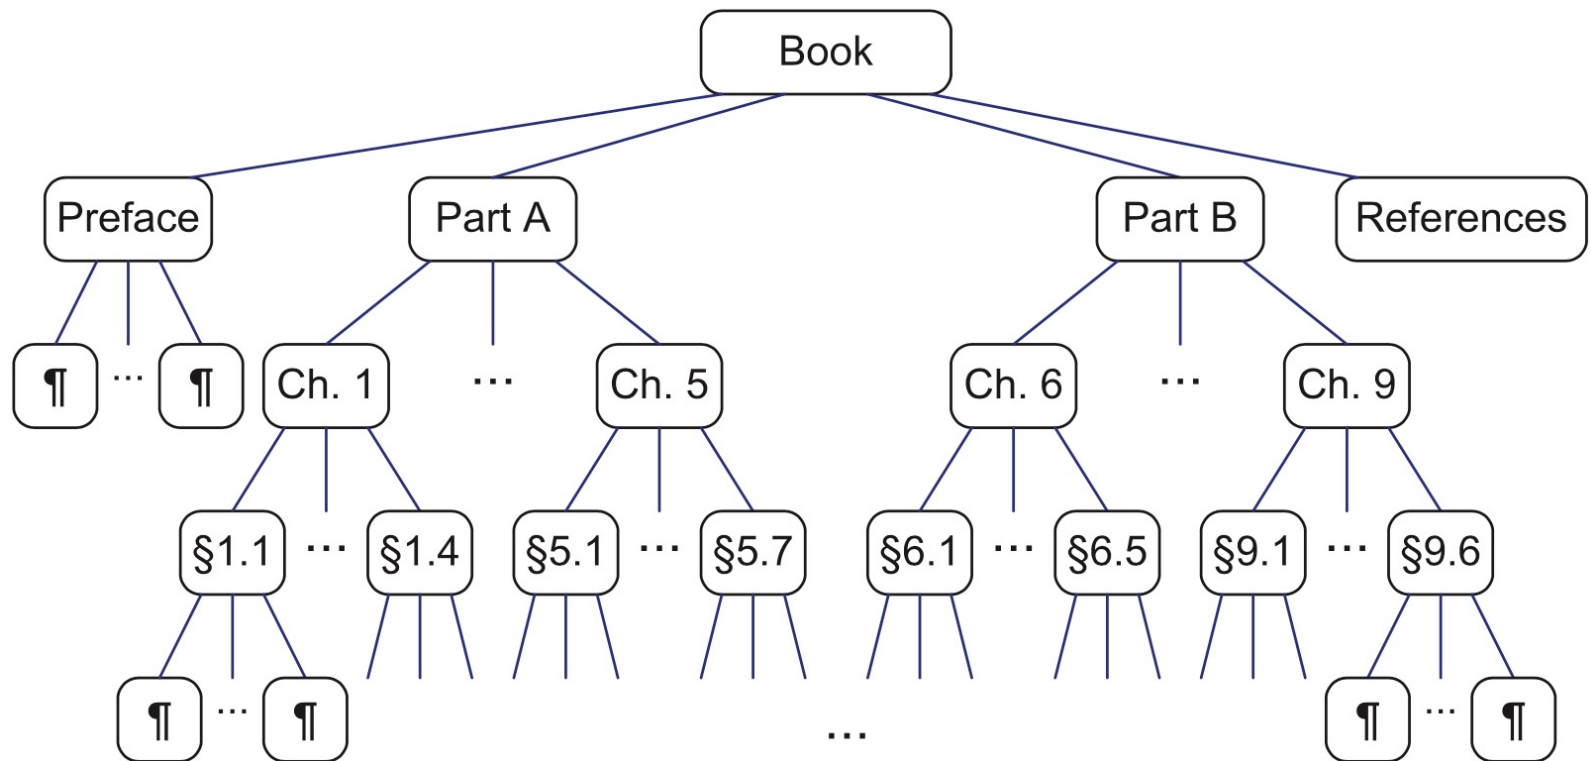 Book
Preface Part A Part B References
¶ ... ¶ Ch. 1 ... Ch. 5 Ch. 6 ... Ch. 9
§1.1 ... §1.4 §5.1 ... §5.7 §6.1 ... §6.5 §9.1 ... §9.6
¶ ... ¶ ... ¶ ... ¶